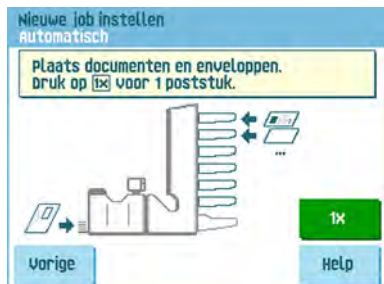 Nieuwe job instellen
Automatisch
Plaats documenten en enveloppen.
Druk op 1x voor 1 poststuk.
...
1x
Vorige
Help